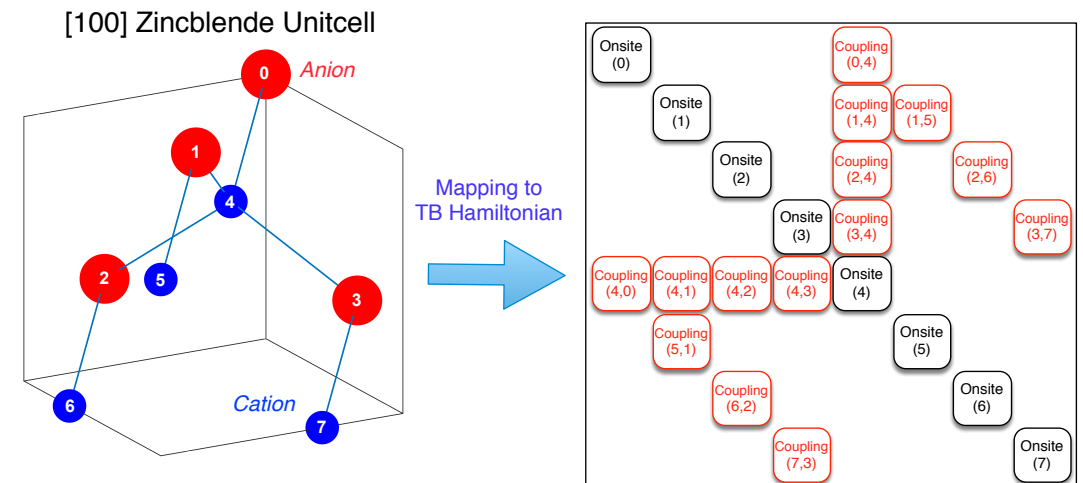 [100] Zincblende Unitcell
0
Anion
1
4
2
5
3
6
Cation
7
Mapping to
TB Hamiltonian
Onsite
(0)
Coupling
(0,4)
Onsite
(1)
Coupling
(1,4)
Coupling
(1,5)
Onsite
(2)
Coupling
(2,4)
Coupling
(2,6)
Onsite
(3)
Coupling
(3,4)
Coupling
(3,7)
Coupling
(4,0)
Coupling
(4,1)
Coupling
(4,2)
Coupling
(4,3)
Onsite
(4)
Coupling
(5,1)
Onsite
(5)
Coupling
(6,2)
Onsite
(6)
Coupling
(7,3)
Onsite
(7)